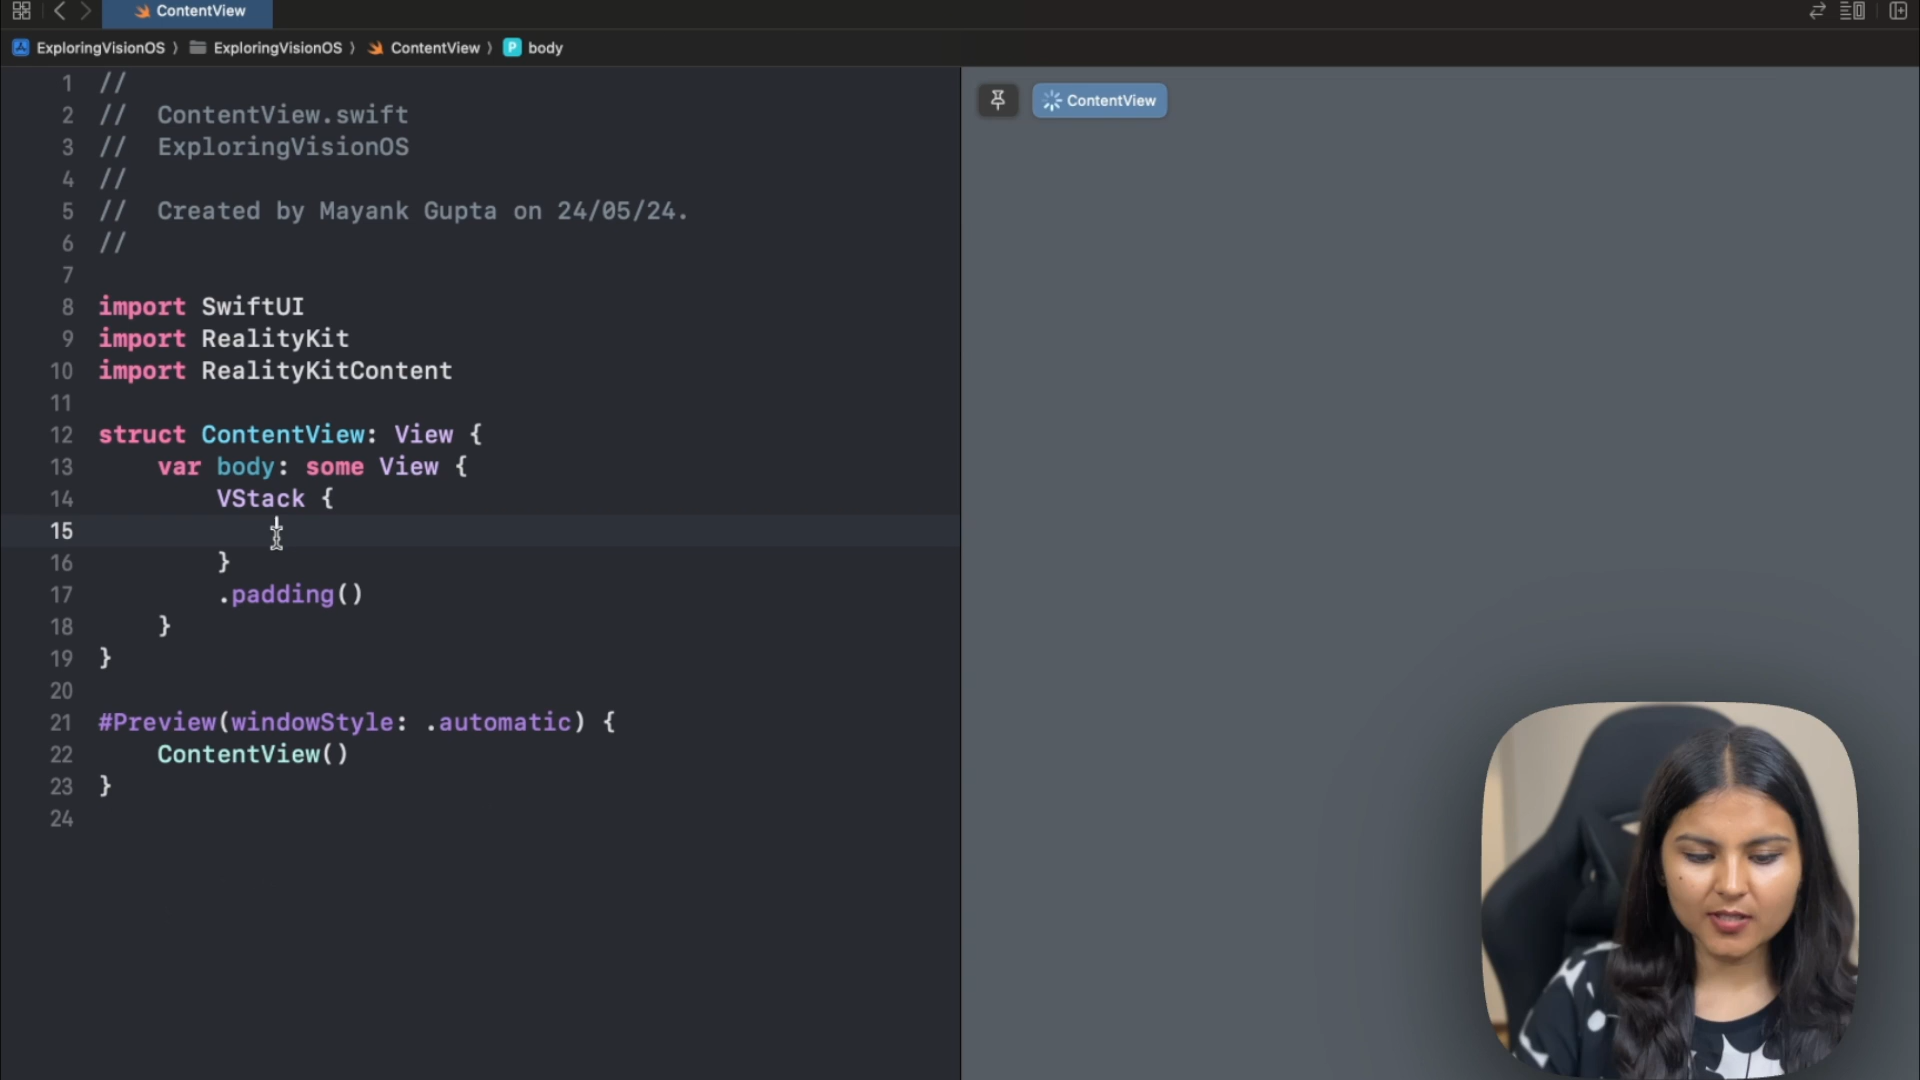 ContentView
ExploringVisionOS ⟩ ExploringVisionOS ⟩ ContentView ⟩ P body
ContentView
1 //
2 //  ContentView.swift
3 //  ExploringVisionOS
4 //
5 //  Created by Mayank Gupta on 24/05/24.
6 //
7
8 import SwiftUI
9 import RealityKit
10 import RealityKitContent
11
12 struct ContentView: View {
13     var body: some View {
14         VStack {
15
16         }
17         .padding()
18     }
19 }
20
21 #Preview(windowStyle: .automatic) {
22     ContentView()
23 }
24